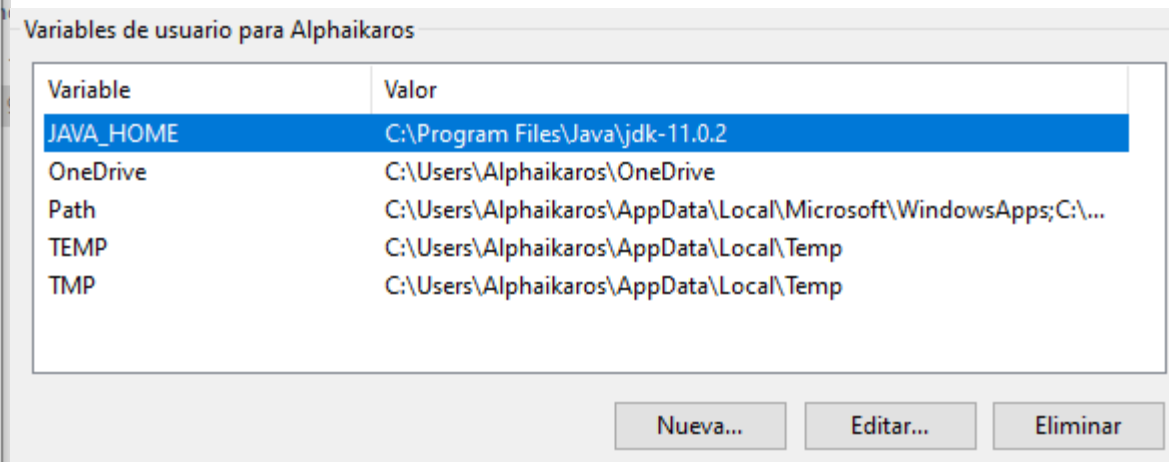 Variables de usuario para Alphaikaros
Variable Valor
JAVA_HOME C:\Program Files\Java\jdk-11.0.2
OneDrive C:\Users\Alphaikaros\OneDrive
Path C:\Users\Alphaikaros\AppData\Local\Microsoft\WindowsApps;C:\...
TEMP C:\Users\Alphaikaros\AppData\Local\Temp
TMP C:\Users\Alphaikaros\AppData\Local\Temp
Nueva... Editar... Eliminar